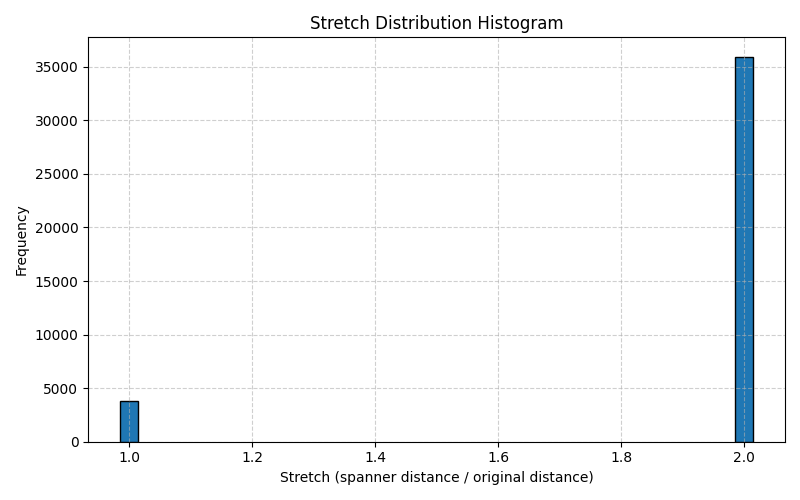 Stretch Distribution Histogram
Frequency
35000
30000
25000
20000
15000
10000
5000
0
1.0 1.2 1.4 1.6 1.8 2.0
Stretch (spanner distance / original distance)